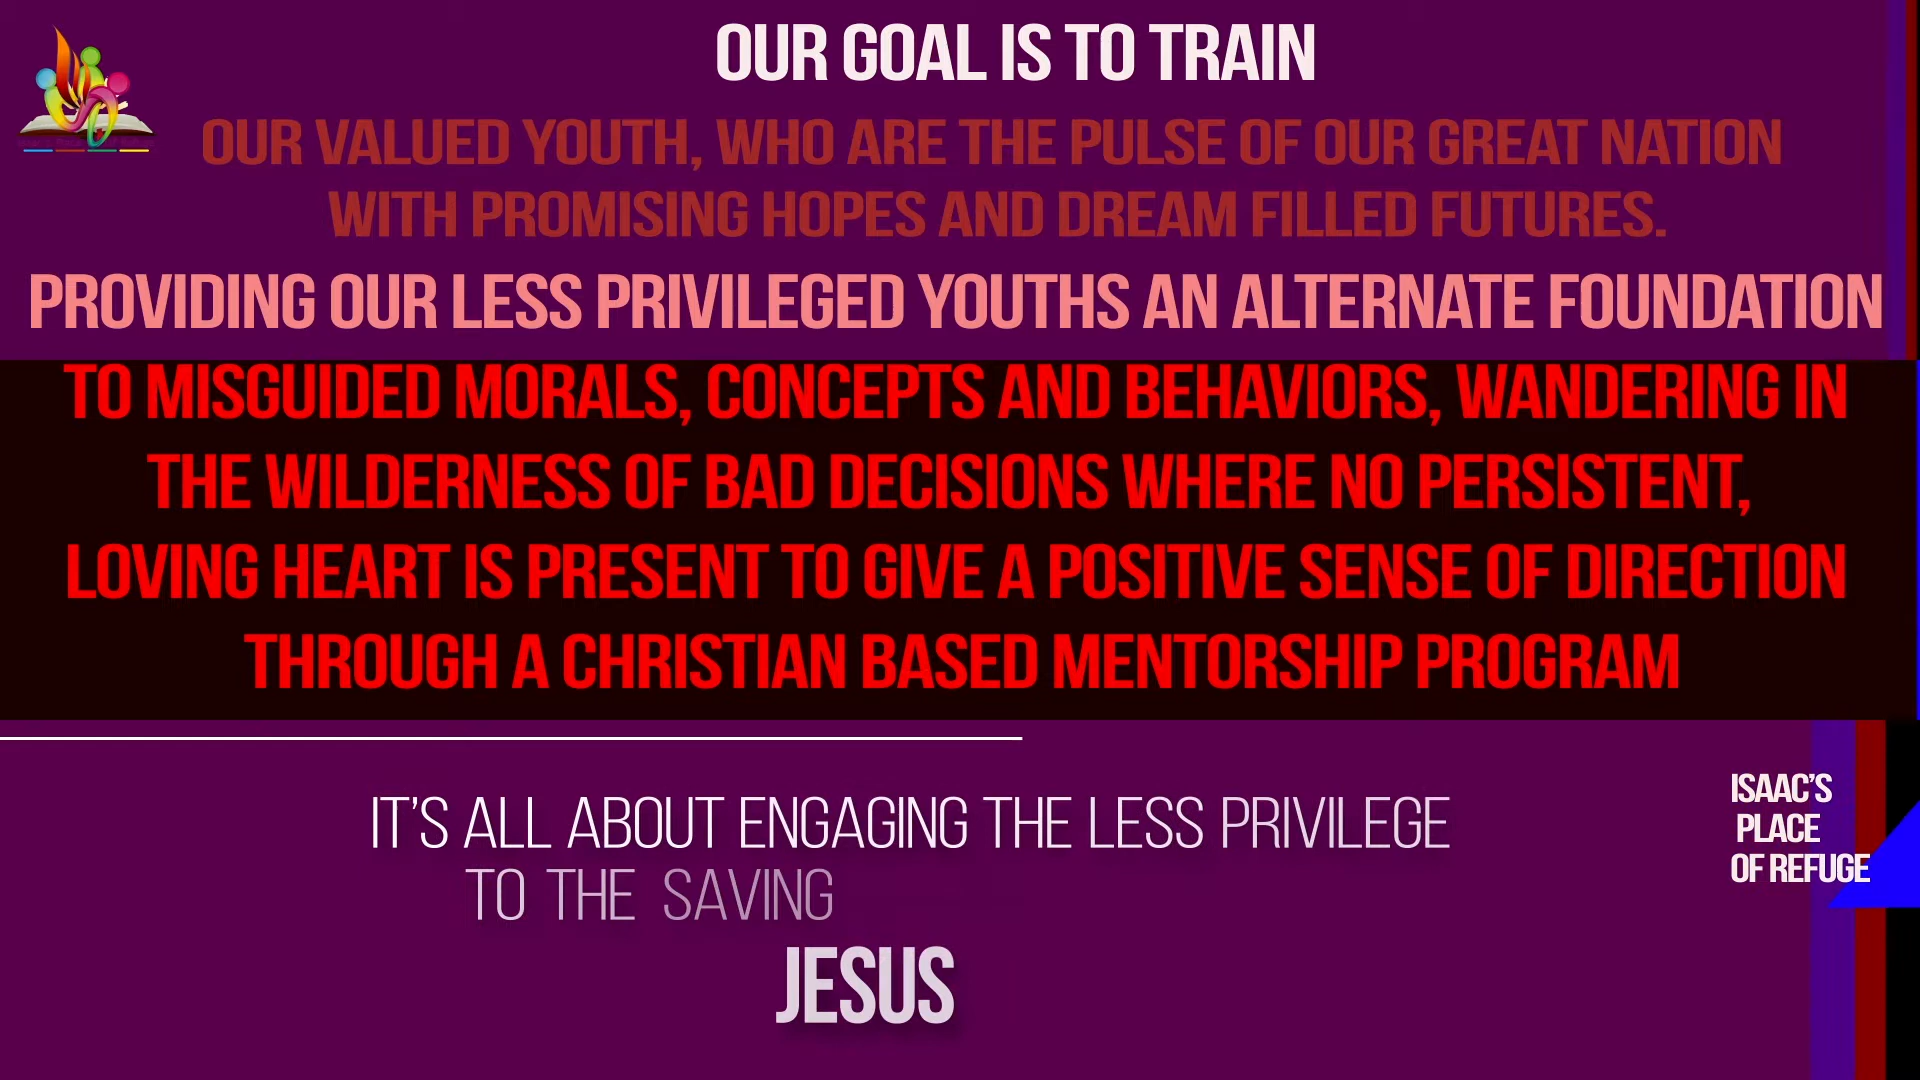 OUR GOAL IS TO TRAIN
OUR VALUED YOUTH, WHO ARE THE PULSE OF OUR GREAT NATION
WITH PROMISING HOPES AND DREAM FILLED FUTURES.
PROVIDING OUR LESS PRIVILEGED YOUTHS AN ALTERNATE FOUNDATION
TO MISGUIDED MORALS, CONCEPTS AND BEHAVIORS, WANDERING IN
THE WILDERNESS OF BAD DECISIONS WHERE NO PERSISTENT,
LOVING HEART IS PRESENT TO GIVE A POSITIVE SENSE OF DIRECTION
THROUGH A CHRISTIAN BASED MENTORSHIP PROGRAM
IT'S ALL ABOUT ENGAGING THE LESS PRIVILEGE
TO THE SAVING
JESUS
ISAAC'S
PLACE
OF REFUGE